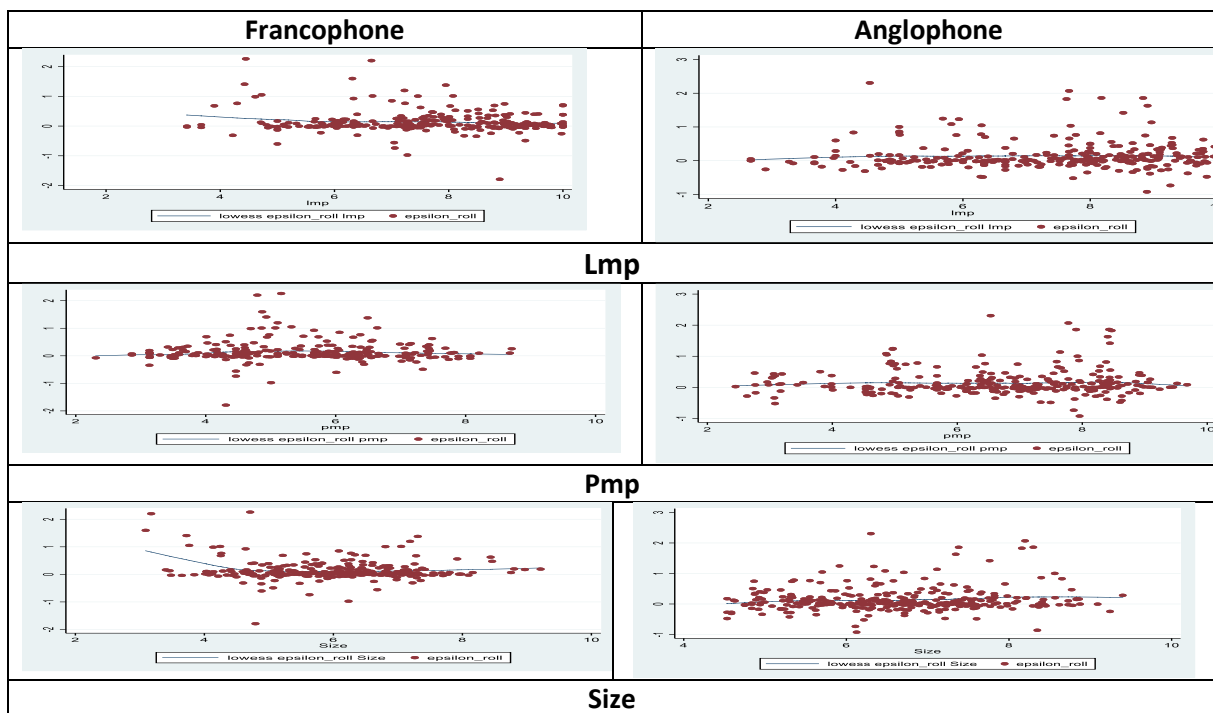 Francophone
Anglophone
2
1
0
-1
-2
2 4 6 8 10
lmp
lowess epsilon_roll lmp epsilon_roll
3
2
1
0
-1
2 4 6 8
lmp
lowess epsilon_roll lmp epsilon_roll
Lmp
2
1
0
-1
-2
4 6 8 10
pmp
lowess epsilon_roll pmp epsilon_roll
3
2
1
0
-1
2 4 6 8 10
pmp
lowess epsilon_roll pmp epsilon_roll
Pmp
2
1
0
-1
-2
2 4 6 8 10
Size
lowess epsilon_roll Size epsilon_roll
3
2
1
0
-1
4 6 8 10
Size
lowess epsilon_roll Size epsilon_roll
Size